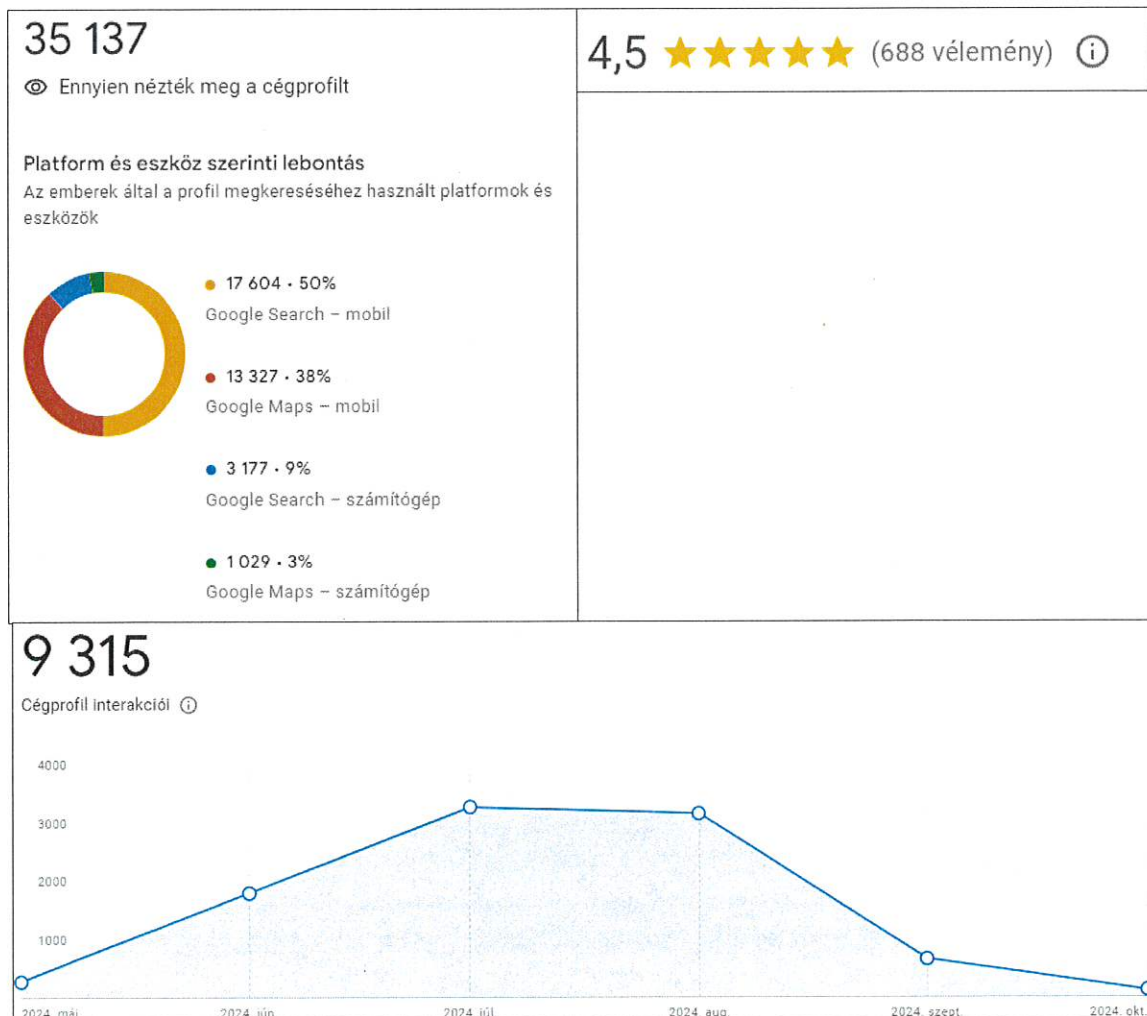 35 137
Ennyien nézték meg a cégprofilt
Platform és eszköz szerinti lebontás
Az emberek által a profil megkereséséhez használt platformok és
eszközök
17 604 • 50%
Google Search – mobil
13 327 • 38%
Google Maps – mobil
3 177 • 9%
Google Search – számítógép
1 029 • 3%
Google Maps – számítógép
4,5 (688 vélemény)
9 315
Cégprofil interakciói
4000
3000
2000
1000
2024. máj.
2024. jún.
2024. júl.
2024. aug.
2024. szept.
2024. okt